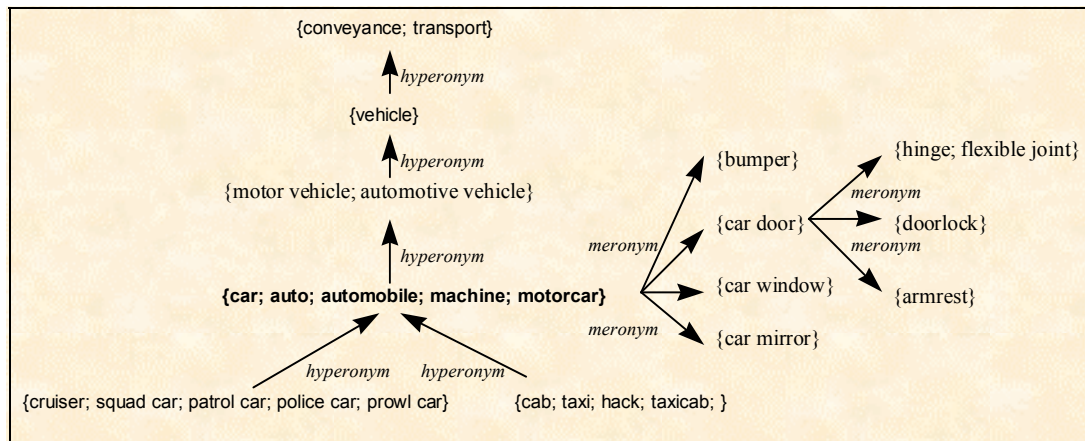 {conveyance; transport}
hyperonym
{vehicle}
hyperonym
{motor vehicle; automotive vehicle}
hyperonym
{car; auto; automobile; machine; motorcar}
hyperonym
hyperonym
{cruiser; squad car; patrol car; police car; prowl car}
{cab; taxi; hack; taxicab; }
meronym
meronym
{bumper}
{car door}
{car window}
{car mirror}
meronym
meronym
{hinge; flexible joint}
{doorlock}
{armrest}